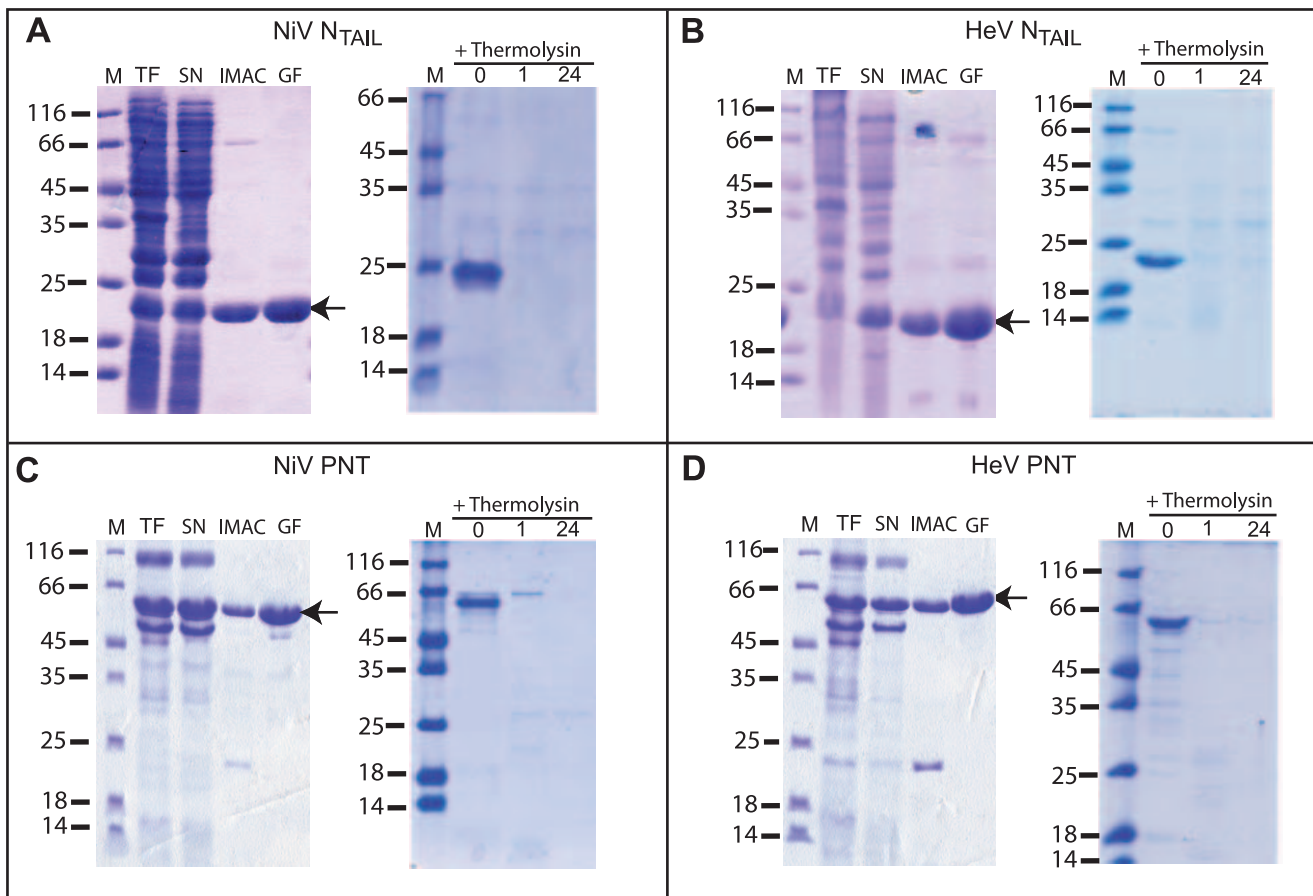 A
NiV NTAIL
M TF SN IMAC GF
116
66
45
35
25
18
14
+ Thermolysin
M 0 1 24
66
45
35
25
18
14
B
HeV NTAIL
M TF SN IMAC GF
116
66
45
35
25
18
14
+ Thermolysin
M 0 1 24
116
66
45
35
25
18
14
C
NiV PNT
M TF SN IMAC GF
116
66
45
35
25
18
14
+ Thermolysin
M 0 1 24
116
66
45
35
25
18
14
D
HeV PNT
M TF SN IMAC GF
116
66
45
35
25
18
14
+ Thermolysin
M 0 1 24
116
66
45
35
25
18
14